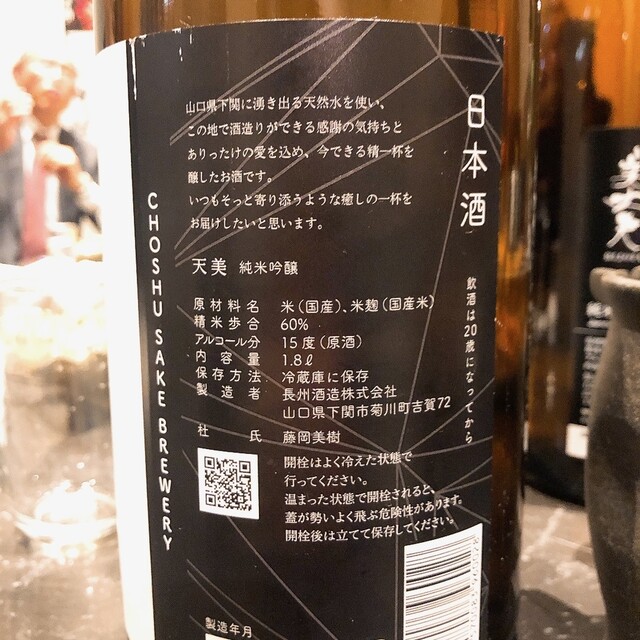 山口県下関に湧き出る天然水を使い、
この地で酒造りができる感謝の気持ちと
ありったけの愛を込め、今できる精一杯を
醸したお酒です。
いつもそっと寄り添うような癒しの一杯を
お届けしたいと思います。
天美 純米吟醸
原材料名 米(国産)、米麹(国産米)
精米歩合 60%
アルコール分 15度(原酒)
内容量 1.8ℓ
保存方法 冷蔵庫に保存
製造者 長州酒造株式会社
山口県下関市菊川町吉賀72
杜氏 藤岡美樹
開栓はよく冷えた状態で
行ってください。
温まった状態で開栓されると、
蓋が勢いよく飛ぶ危険性があります。
開栓後は立てて保存してください。
製造年月
日本酒
飲酒は20歳になってから
CHOSHU SAKE BREWERY